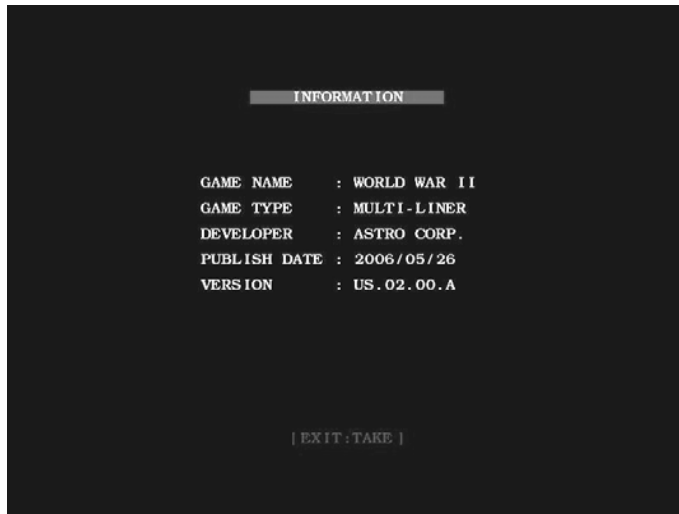 INFORMATION
GAME NAME : WORLD WAR II
GAME TYPE : MULTI-LINER
DEVELOPER : ASTRO CORP.
PUBLISH DATE : 2006/05/26
VERSION : US.02.00.A
[EXIT:TAKE]